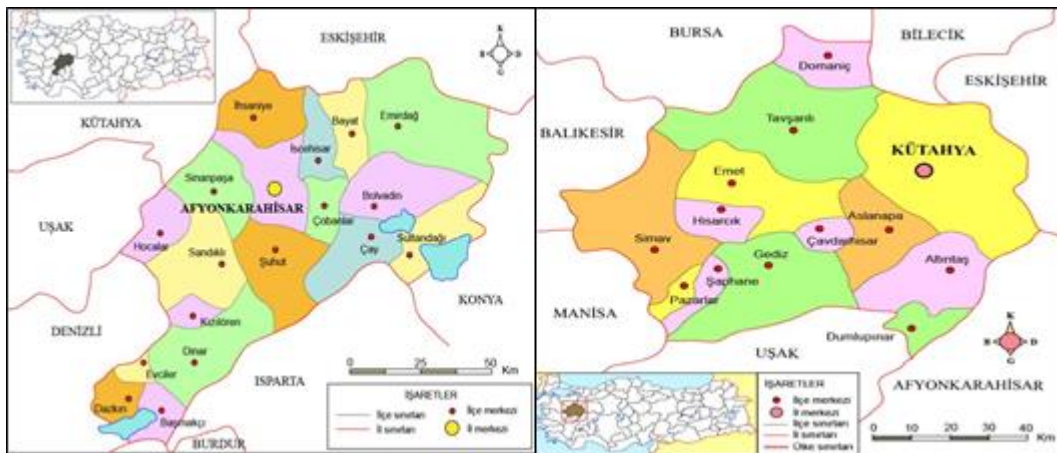 ESKİŞEHİR
K
B
D
G
KÜTAHYA
İhsaniye
Bayat
Emirdağ
İscehisar
Sinanpaşa
AFYONKARAHİSAR
Çobanlar
Bolvadin
UŞAK
Hocalar
Sandıklı
Şuhut
Çay
Sultandağı
KONYA
DENİZLİ
Kızılören
Dinar
Evciler
ISPARTA
Dazkırı
Başmakçı
BURDUR
0 25 50
Km
İŞARETLER
İlçe sınırları
İlçe merkezi
İl sınırları
İl merkezi
BURSA
BİLECİK
Domaniç
ESKİŞEHİR
Tavşanlı
BALIKESİR
KÜTAHYA
Emet
Hisarcık
Aslanapa
Çavdarhisar
Simav
Gediz
Altıntaş
Şaphane
Pazarlar
MANİSA
Dumlupınar
UŞAK
K
B
D
G
AFYONKARAHİSAR
İŞARETLER
İlçe merkezi
İl merkezi
İlçe sınırları
İl sınırları
Ülke sınırları
0 10 20 30 40
Km